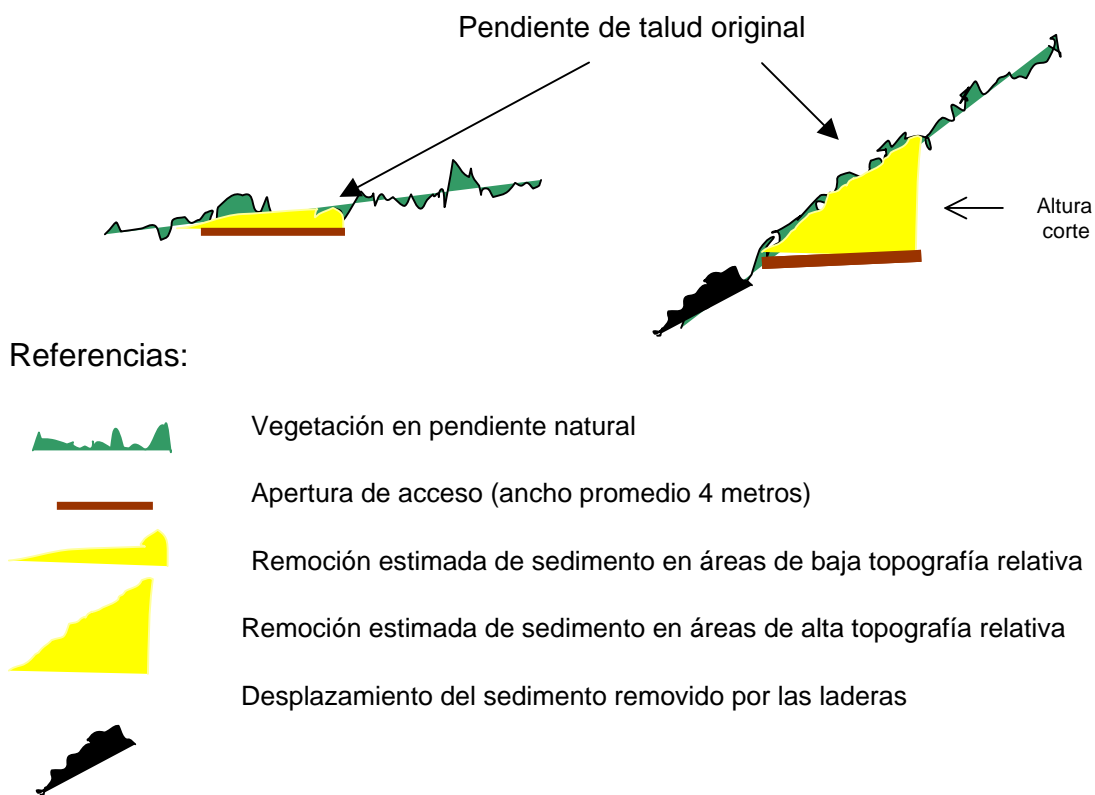 Pendiente de talud original
Altura
corte
Referencias:
Vegetación en pendiente natural
Apertura de acceso (ancho promedio 4 metros)
Remoción estimada de sedimento en áreas de baja topografía relativa
Remoción estimada de sedimento en áreas de alta topografía relativa
Desplazamiento del sedimento removido por las laderas